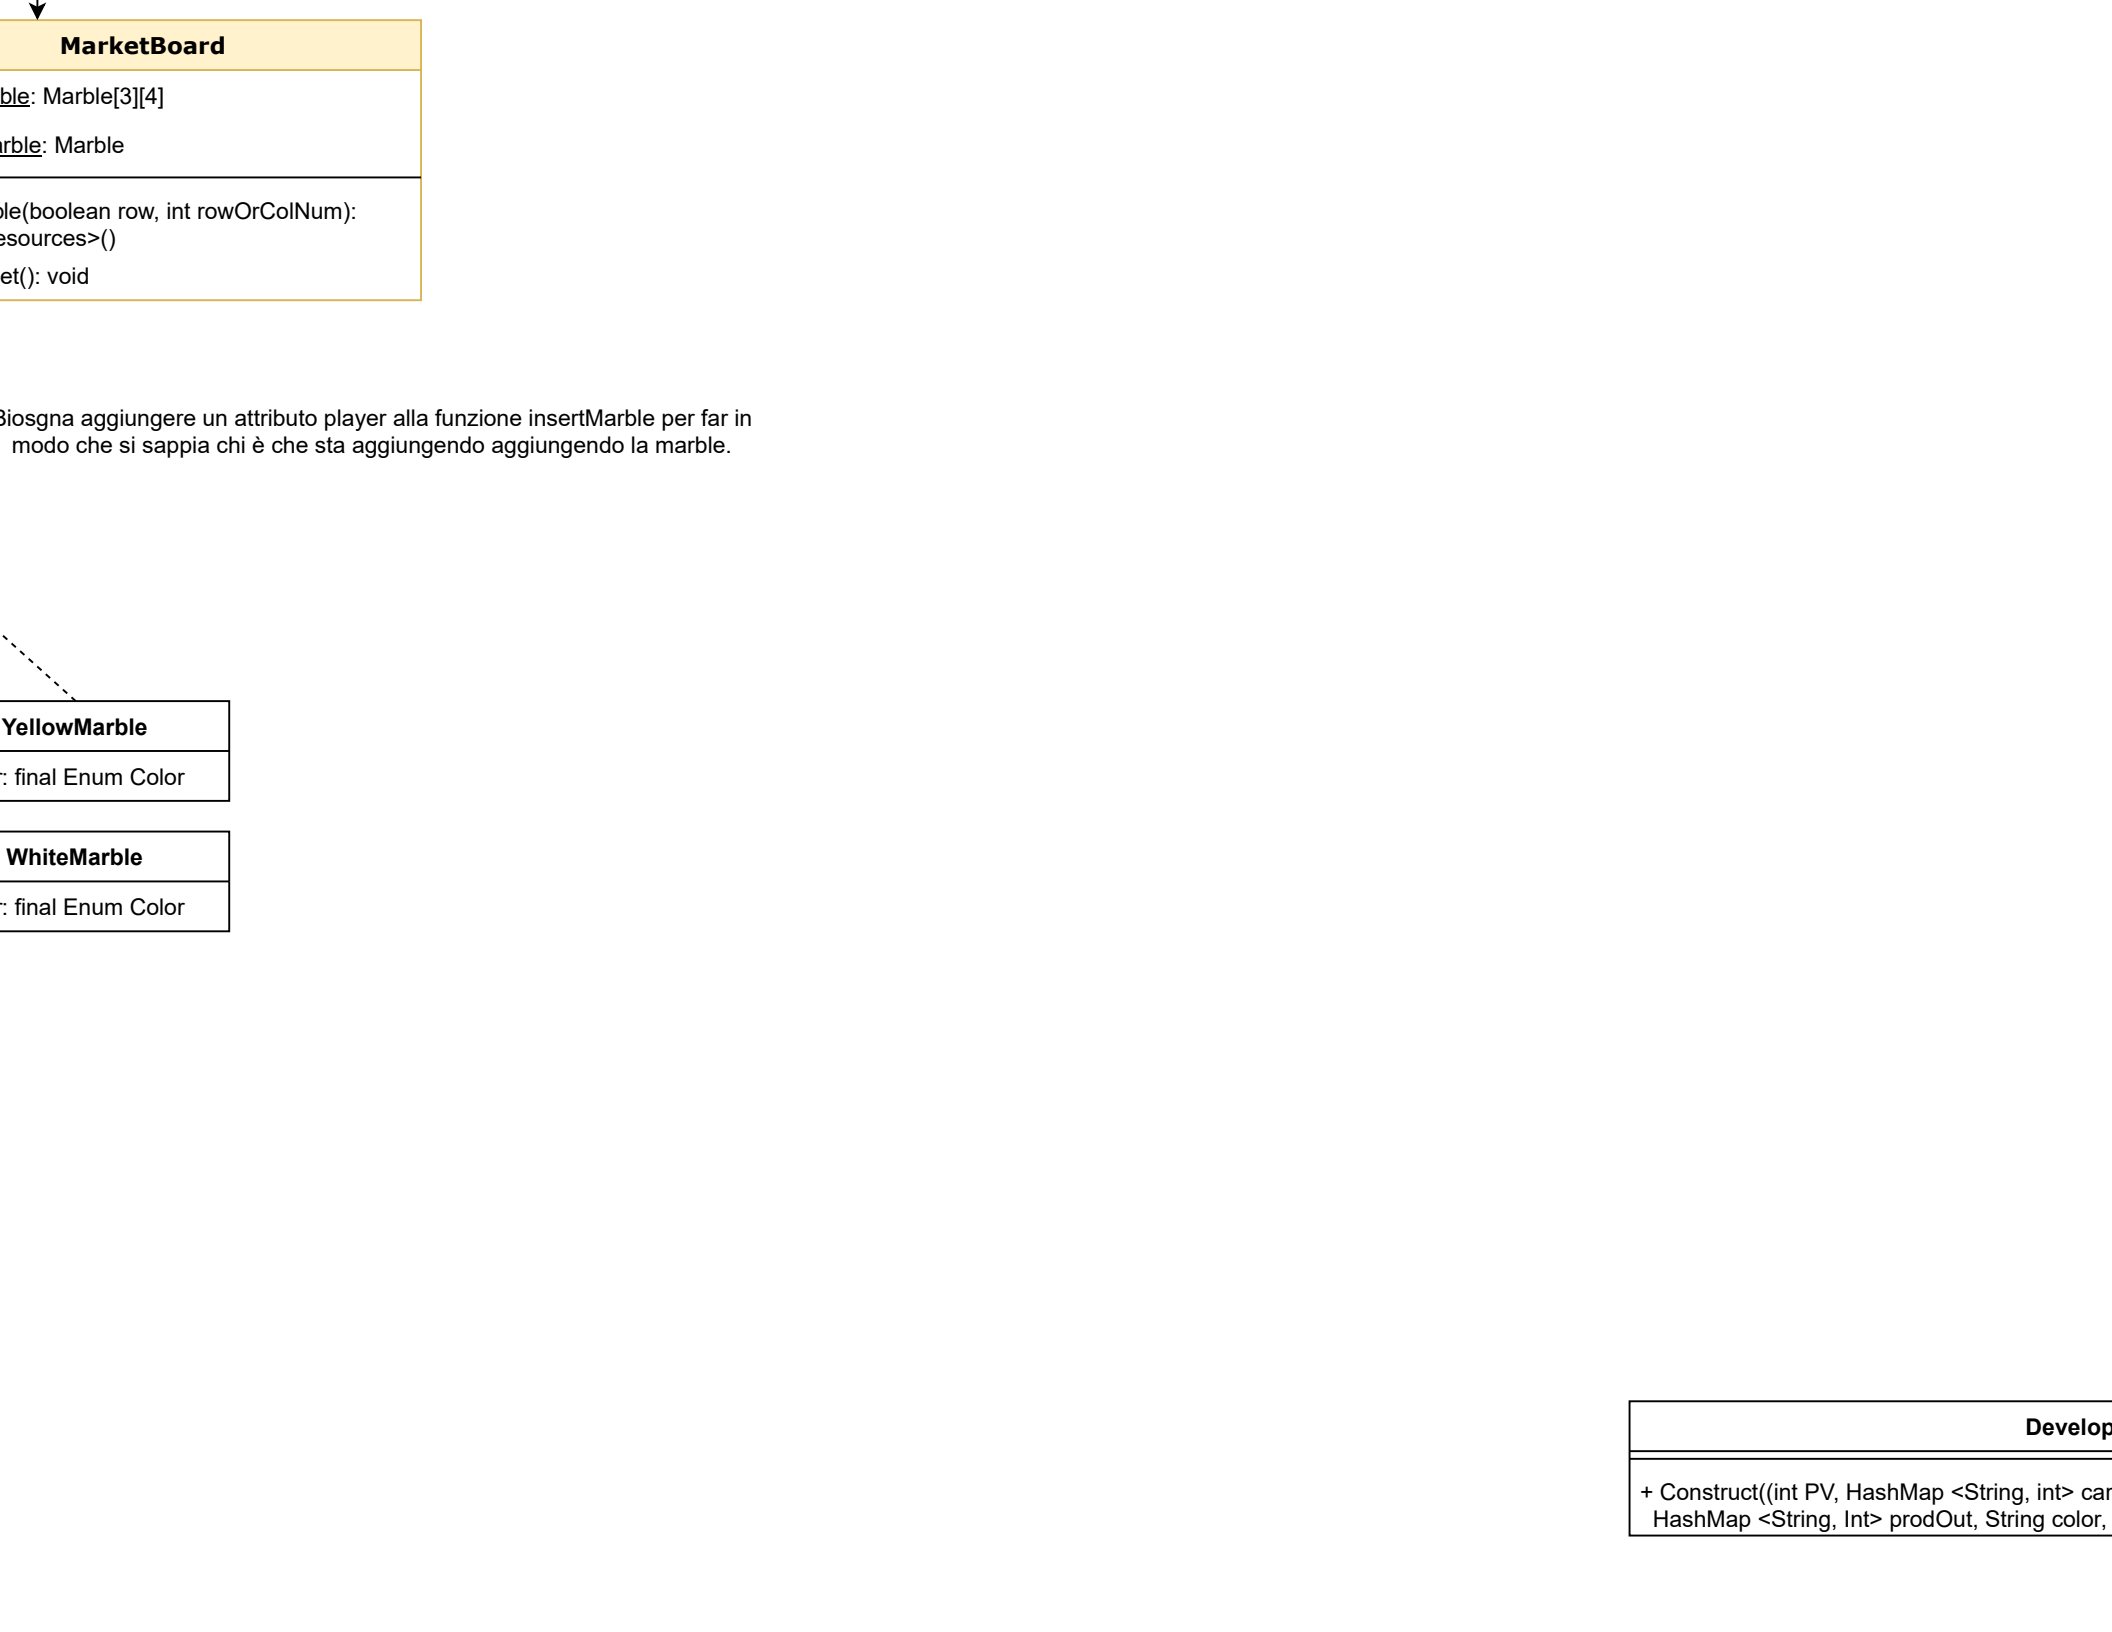 MarketBoard
ble: Marble[3][4]
arble: Marble
ble(boolean row, int rowOrColNum):
esources>()
et(): void
Biosgna aggiungere un attributo player alla funzione insertMarble per far in
modo che si sappia chi è che sta aggiungendo aggiungendo la marble.
YellowMarble
r: final Enum Color
WhiteMarble
r: final Enum Color
Develop
+ Construct((int PV, HashMap <String, int> car
HashMap <String, Int> prodOut, String color,